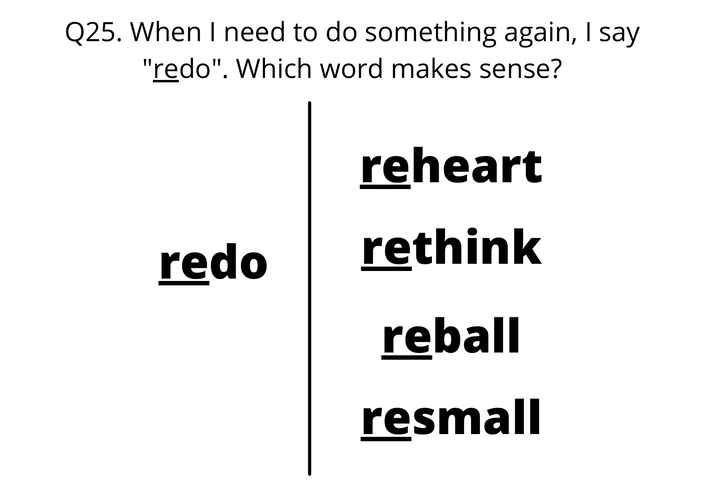 Q25. When I need to do something again, I say
"redo". Which word makes sense?
redo
reheart
rethink
reball
resmall